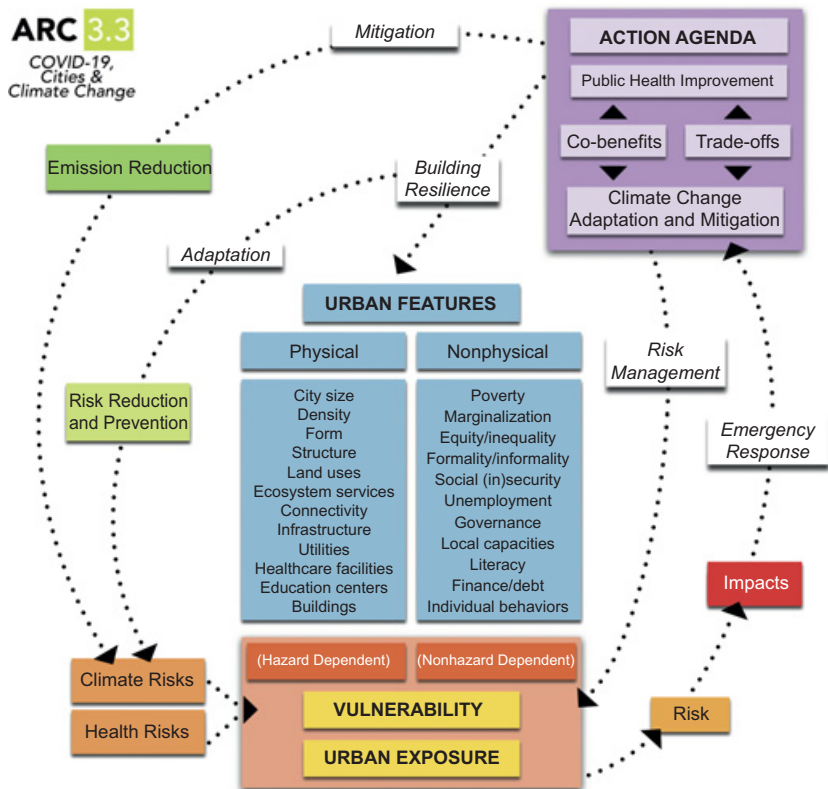 ARC 3.3
COVID-19,
Cities &
Climate Change
Mitigation
ACTION AGENDA
Public Health Improvement
Co-benefits
Trade-offs
Climate Change
Adaptation and Mitigation
Emission Reduction
Building
Resilience
Adaptation
URBAN FEATURES
Physical
Nonphysical
Risk
Management
City size
Density
Form
Structure
Land uses
Ecosystem services
Connectivity
Infrastructure
Utilities
Healthcare facilities
Education centers
Buildings
Poverty
Marginalization
Equity/inequality
Formality/informality
Social (in)security
Unemployment
Governance
Local capacities
Literacy
Finance/debt
Individual behaviors
Risk Reduction
and Prevention
Emergency
Response
Impacts
(Hazard Dependent)
(Nonhazard Dependent)
Climate Risks
Health Risks
VULNERABILITY
URBAN EXPOSURE
Risk